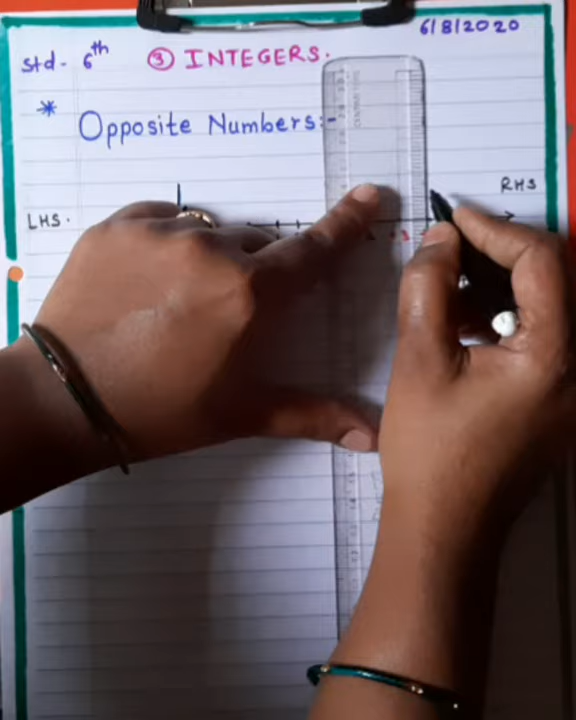 6/8/2020
Std- 6th ③ INTEGERS.
* Opposite Numbers:-
RHS
LHS.